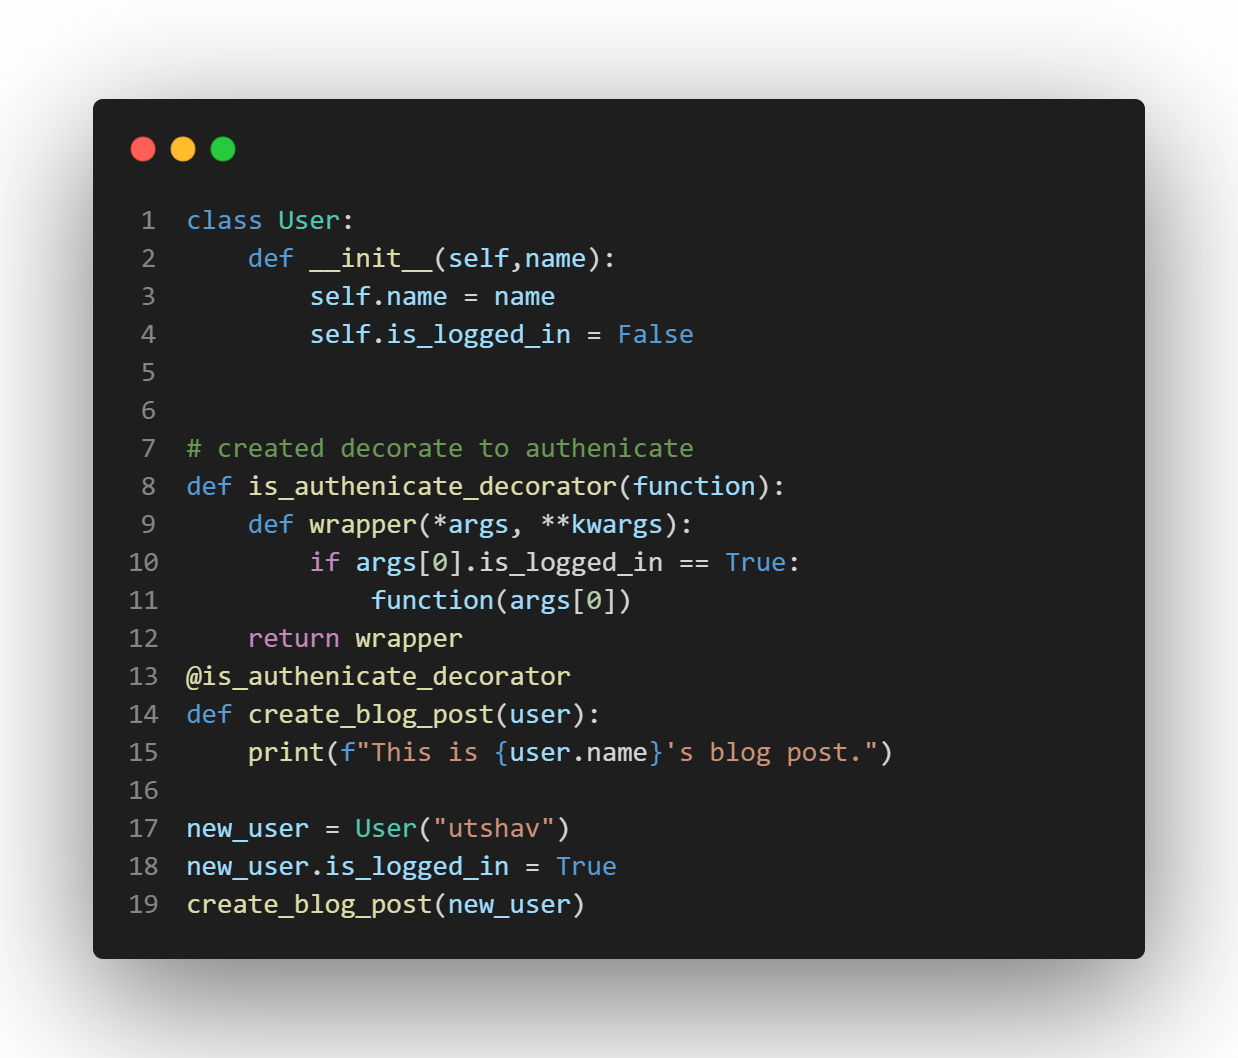 1 class User:
2     def __init__(self,name):
3         self.name = name
4         self.is_logged_in = False
5
6
7 # created decorate to authenicate
8 def is_authenicate_decorator(function):
9     def wrapper(*args, **kwargs):
10         if args[0].is_logged_in == True:
11             function(args[0])
12     return wrapper
13 @is_authenicate_decorator
14 def create_blog_post(user):
15     print(f"This is {user.name}'s blog post.")
16
17 new_user = User("utshav")
18 new_user.is_logged_in = True
19 create_blog_post(new_user)